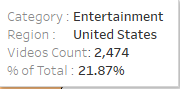 Category : Entertainment
Region : United States
Videos Count: 2,474
% of Total : 21.87%